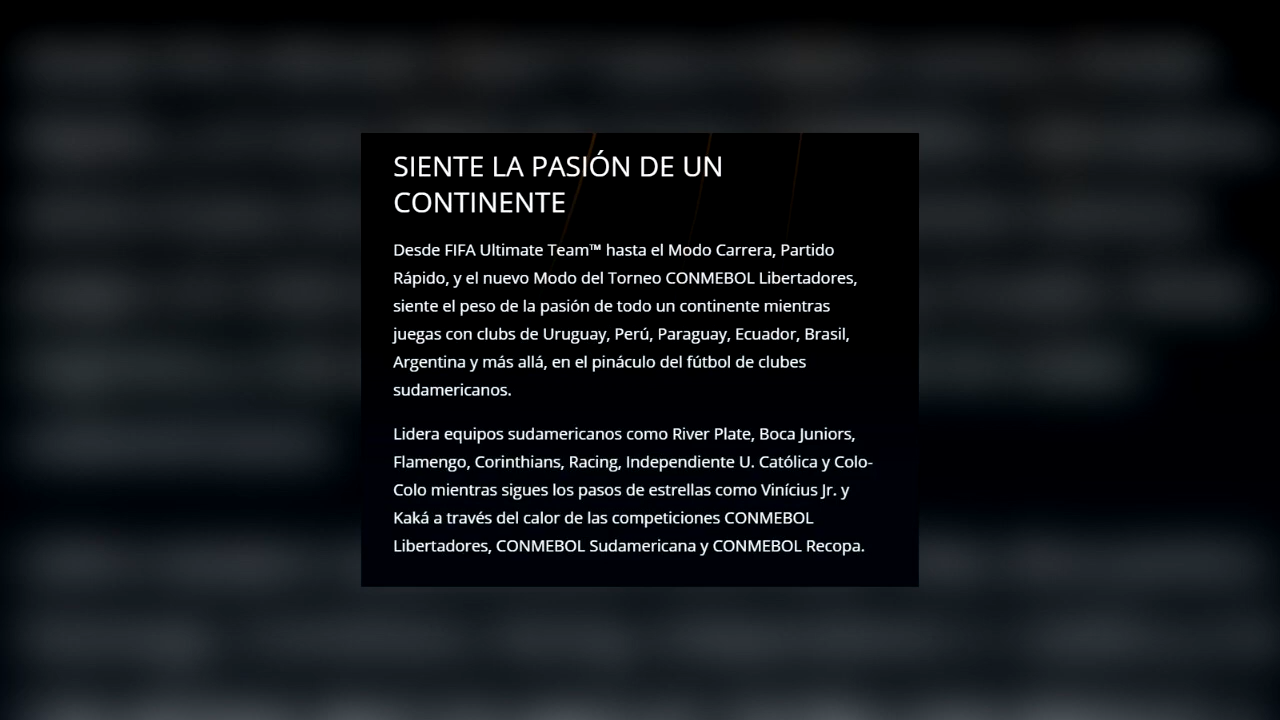 SIENTE LA PASIÓN DE UN
CONTINENTE
Desde FIFA Ultimate Team™ hasta el Modo Carrera, Partido
Rápido, y el nuevo Modo del Torneo CONMEBOL Libertadores,
siente el peso de la pasión de todo un continente mientras
juegas con clubs de Uruguay, Perú, Paraguay, Ecuador, Brasil,
Argentina y más allá, en el pináculo del fútbol de clubes
sudamericanos.
Lidera equipos sudamericanos como River Plate, Boca Juniors,
Flamengo, Corinthians, Racing, Independiente U. Católica y Colo-
Colo mientras sigues los pasos de estrellas como Vinícius Jr. y
Kaká a través del calor de las competiciones CONMEBOL
Libertadores, CONMEBOL Sudamericana y CONMEBOL Recopa.